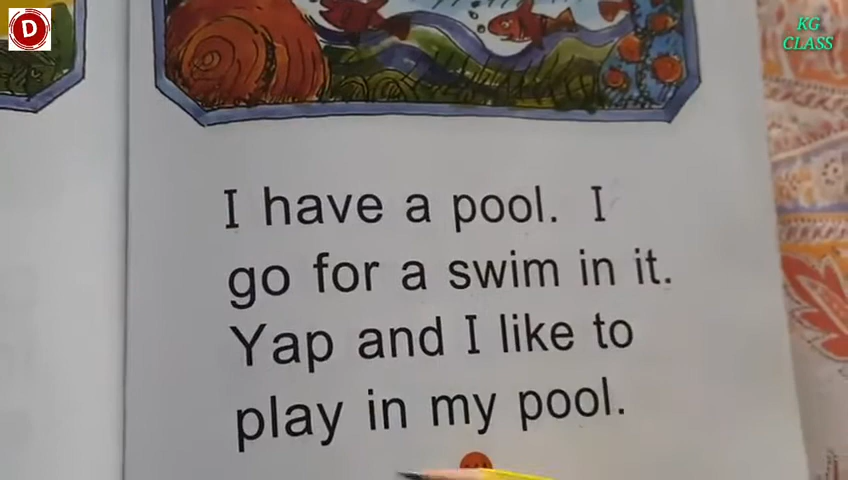 D
KG
CLASS
I have a pool. I
go for a swim in it.
Yap and I like to
play in my pool.